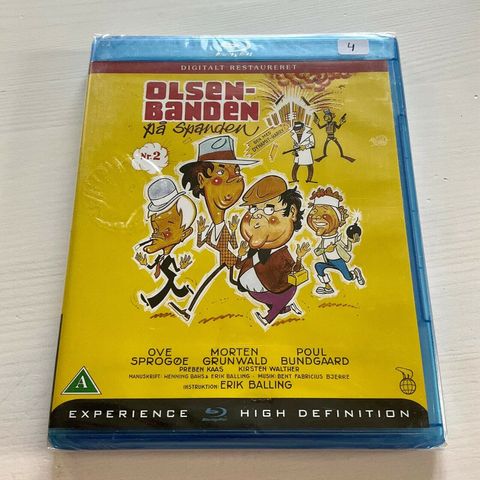 4
DIGITALT RESTAURERET
OLSEN-
BANDEN
på spanden
Nr. 2
OVE SPROGØE
MORTEN GRUNWALD
POUL BUNDGAARD
PREBEN KAAS KIRSTEN WALTHER
MANUSKRIPT: HENNING BAHS & ERIK BALLING · MUSIK: BENT FABRICIUS BJERRE
INSTRUKTION: ERIK BALLING
A
EXPERIENCE HIGH DEFINITION